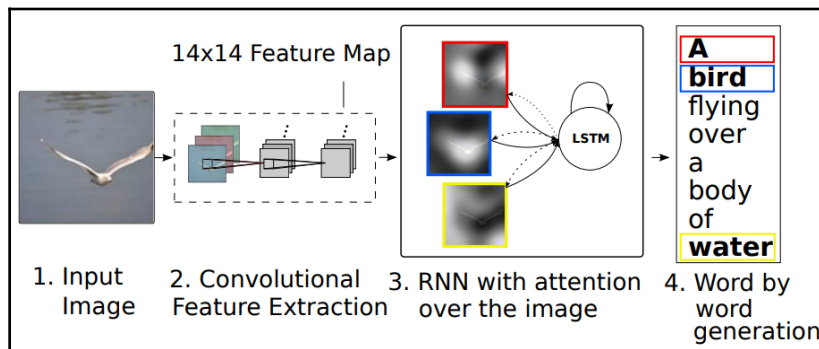 14x14 Feature Map
LSTM
A
bird
flying
over
a
body
of
water
1. Input
Image
2. Convolutional
Feature Extraction
3. RNN with attention
over the image
4. Word by
word
generation